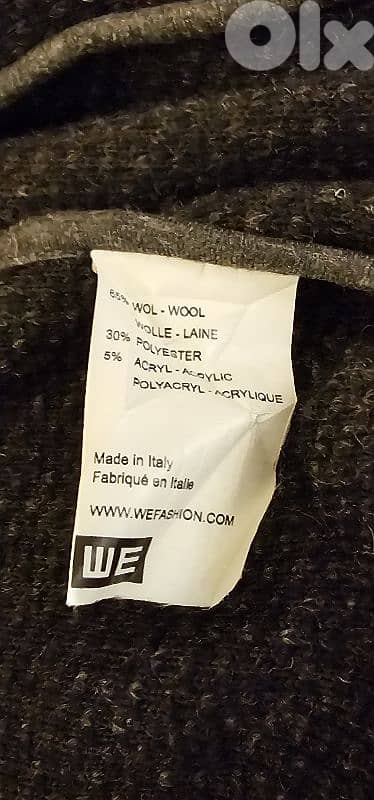 OLX
65% WOL - WOOL
WOLLE - LAINE
30% POLYESTER
5% ACRYL - ACRYLIC
POLYACRYL - ACRYLIQUE
Made in Italy
Fabriqué en Italie
WWW.WEFASHION.COM
WE